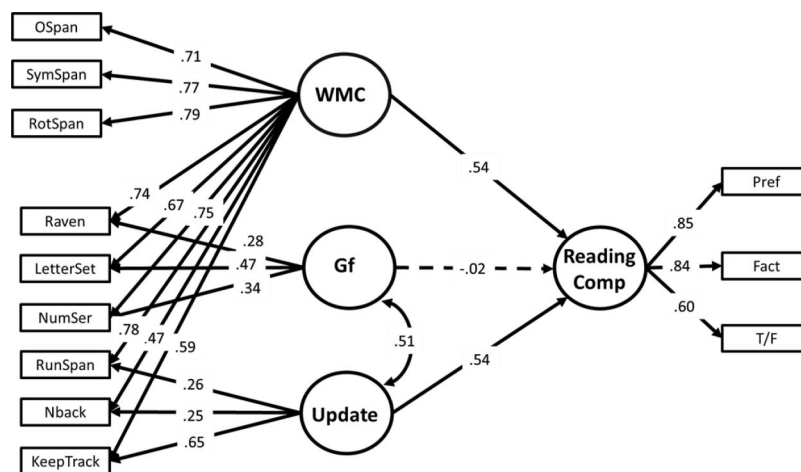 OSpan
.71
SymSpan
.77
WMC
RotSpan
.79
.54
Pref
.74
.67
.75
.85
Raven
.28
LetterSet
.47
Gf
-.02
Reading
Comp
.84
Fact
.34
NumSer
.60
.78
.47
.59
.51
T/F
RunSpan
.54
.26
Nback
.25
Update
.65
KeepTrack